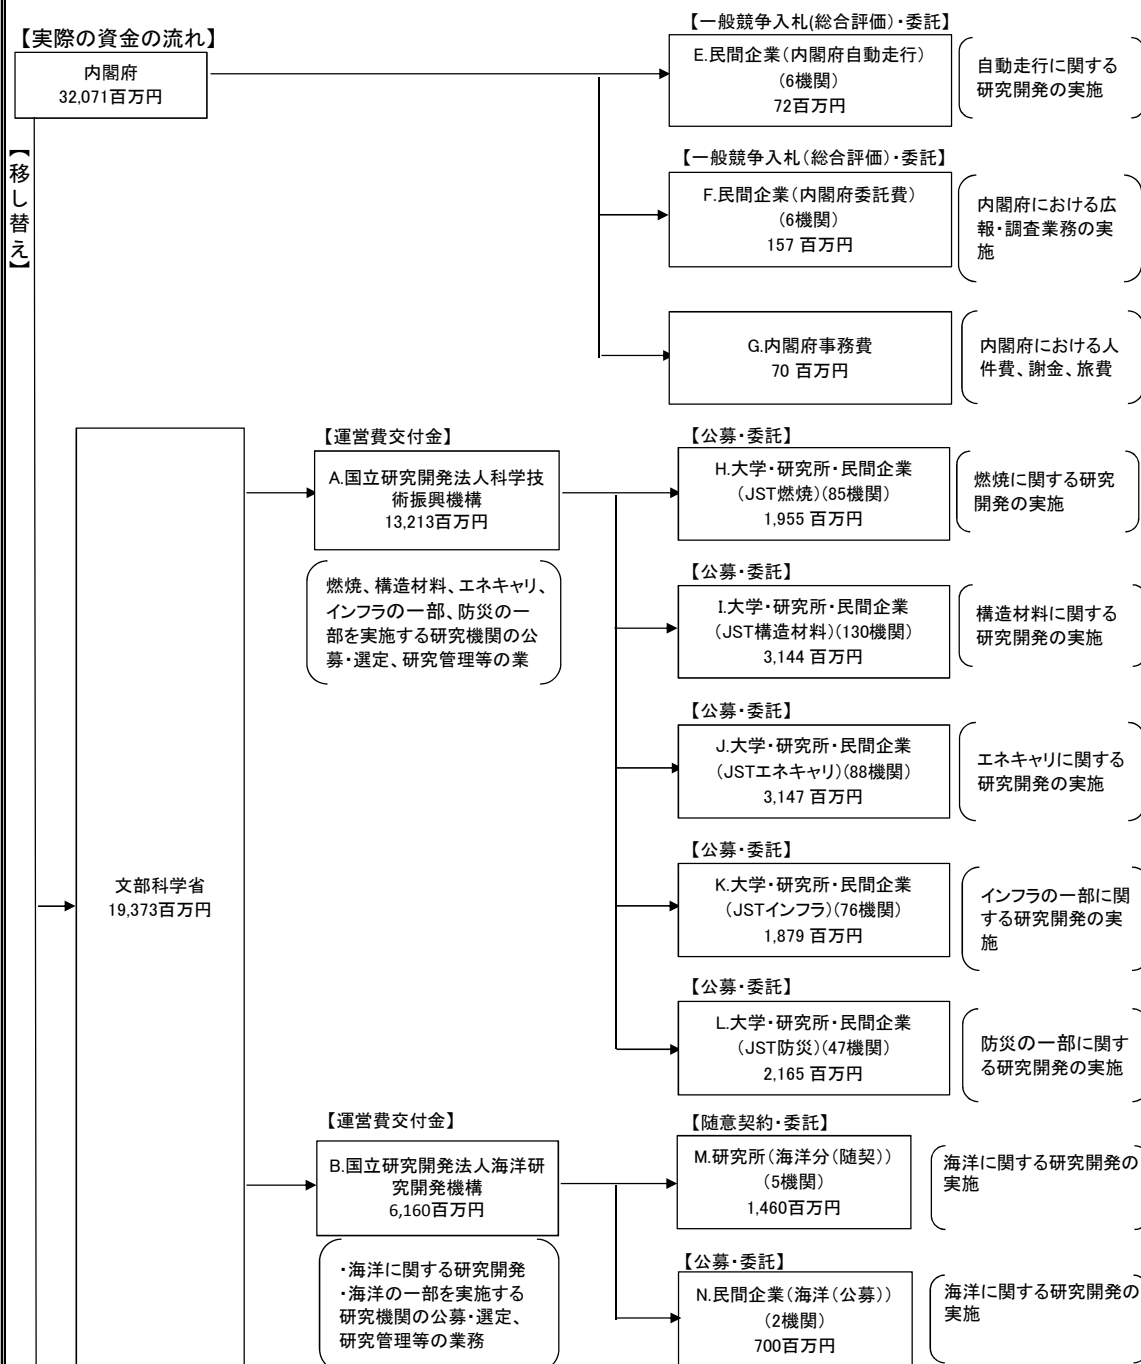 【実際の資金の流れ】
内閣府
32,071百万円
【移し替え】
【一般競争入札(総合評価)・委託】
E.民間企業(内閣府自動走行)
(6機関)
72百万円
自動走行に関する
研究開発の実施
【一般競争入札(総合評価)・委託】
F.民間企業(内閣府委託費)
(6機関)
157 百万円
内閣府における広
報・調査業務の実
施
G.内閣府事務費
70 百万円
内閣府における人
件費、謝金、旅費
文部科学省
19,373百万円
【運営費交付金】
A.国立研究開発法人科学技
術振興機構
13,213百万円
燃焼、構造材料、エネキャリ、
インフラの一部、防災の一
部を実施する研究機関の公
募・選定、研究管理等の業
【公募・委託】
H.大学・研究所・民間企業
(JST燃焼)(85機関)
1,955 百万円
燃焼に関する研究
開発の実施
【公募・委託】
I.大学・研究所・民間企業
(JST構造材料)(130機関)
3,144 百万円
構造材料に関する
研究開発の実施
【公募・委託】
J.大学・研究所・民間企業
(JSTエネキャリ)(88機関)
3,147 百万円
エネキャリに関する
研究開発の実施
【公募・委託】
K.大学・研究所・民間企業
(JSTインフラ)(76機関)
1,879 百万円
インフラの一部に関
する研究開発の実
施
【公募・委託】
L.大学・研究所・民間企業
(JST防災)(47機関)
2,165 百万円
防災の一部に関す
る研究開発の実施
【運営費交付金】
B.国立研究開発法人海洋研
究開発機構
6,160百万円
・海洋に関する研究開発
・海洋の一部を実施する
研究機関の公募・選定、
研究管理等の業務
【随意契約・委託】
M.研究所(海洋分(随契))
(5機関)
1,460百万円
海洋に関する研究開発の
実施
【公募・委託】
N.民間企業(海洋(公募))
(2機関)
700百万円
海洋に関する研究開発の
実施